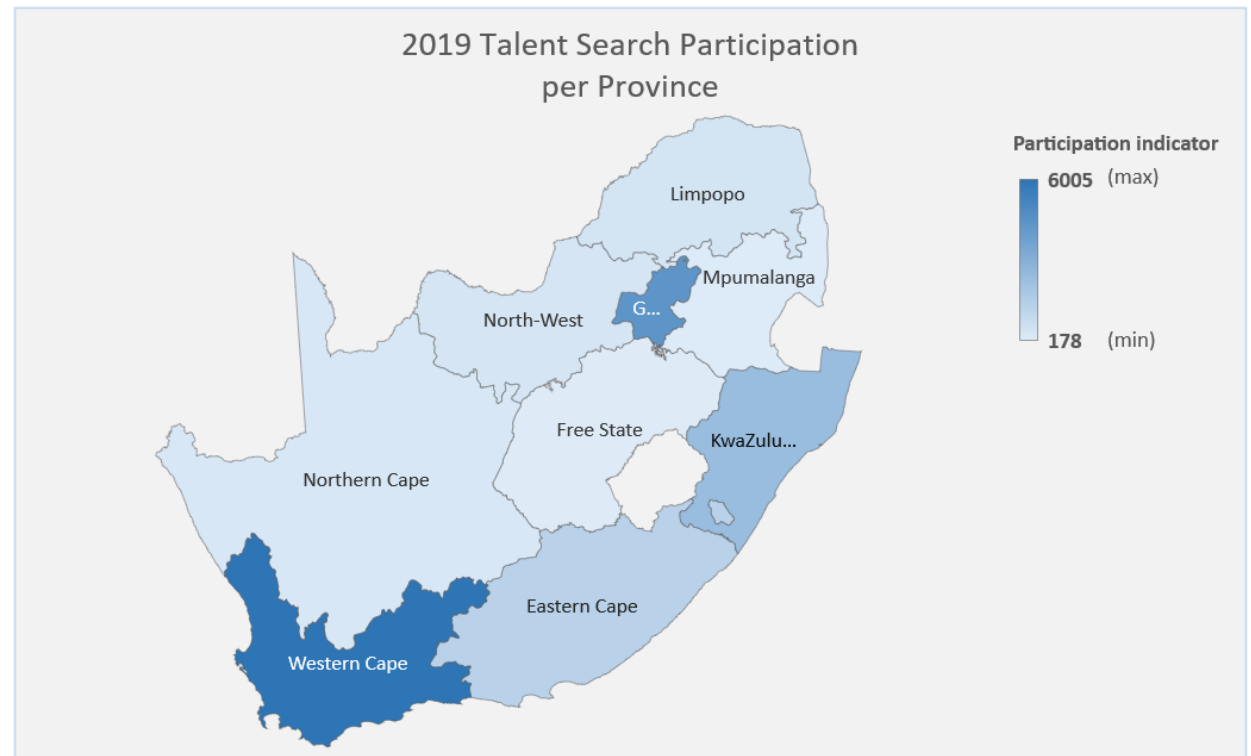 2019 Talent Search Participation
per Province
Participation indicator
6005 (max)
178 (min)
Limpopo
Mpumalanga
G...
North-West
Free State
KwaZulu...
Northern Cape
Eastern Cape
Western Cape